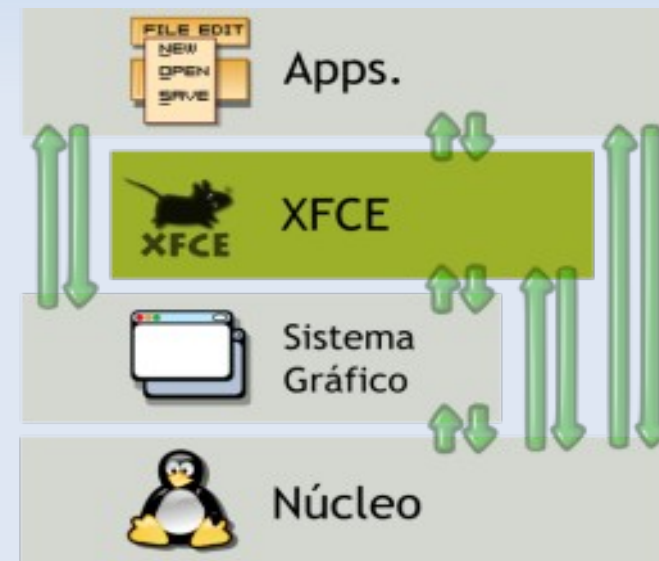 FILE EDIT
NEW
OPEN
SAVE
Apps.
XFCE
XFCE
Sistema
Gráfico
Núcleo